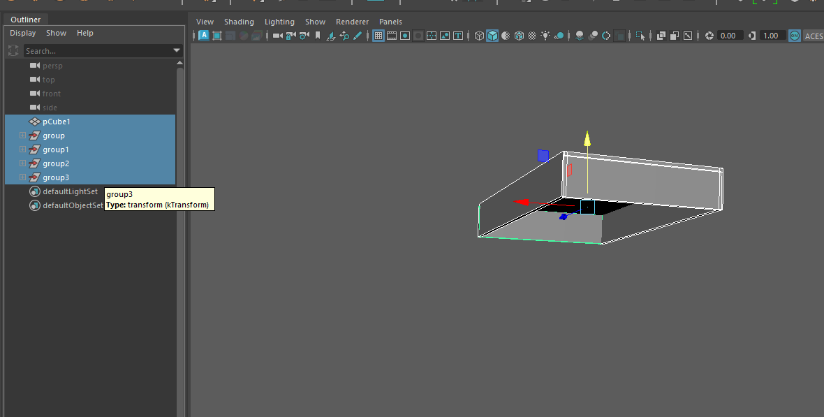 Outliner
Display Show Help
Search...
persp
top
front
side
pCube1
group
group1
group2
group3
defaultLightSet
defaultObjectSet
group3
Type: transform (kTransform)
View Shading Lighting Show Renderer Panels
0.00 1.00 ACES